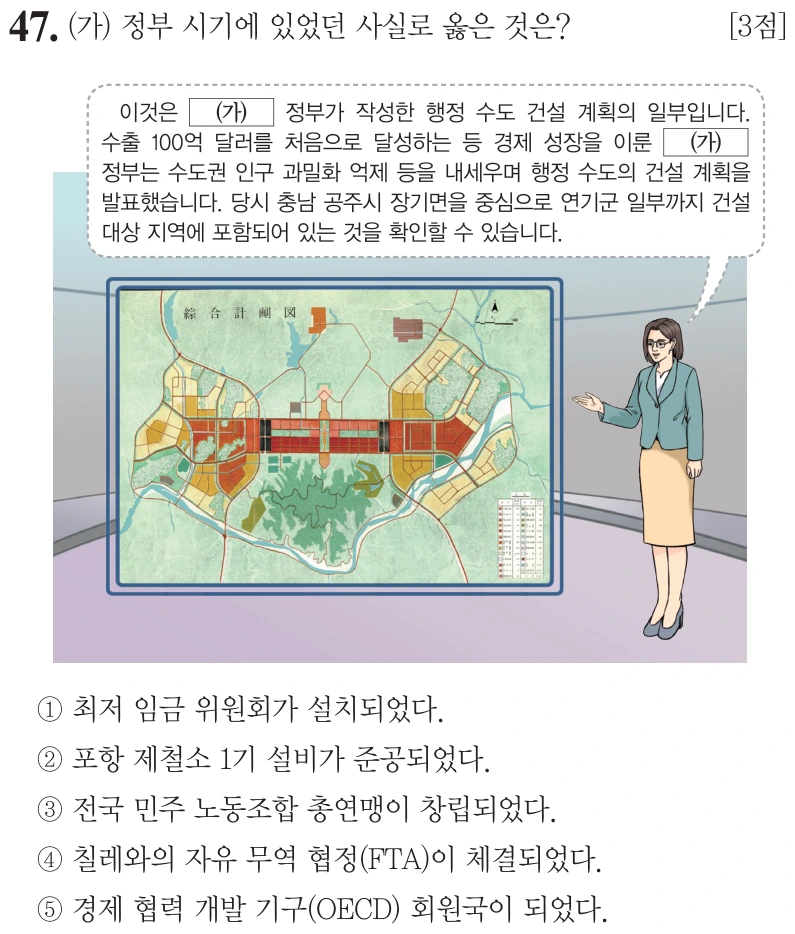 47. (가) 정부 시기에 있었던 사실로 옳은 것은? [3점]
이것은 (가) 정부가 작성한 행정 수도 건설 계획의 일부입니다.
수출 100억 달러를 처음으로 달성하는 등 경제 성장을 이룬 (가)
정부는 수도권 인구 과밀화 억제 등을 내세우며 행정 수도의 건설 계획을
발표했습니다. 당시 충남 공주시 장기면을 중심으로 연기군 일부까지 건설
대상 지역에 포함되어 있는 것을 확인할 수 있습니다.
綜合計劃図
① 최저 임금 위원회가 설치되었다.
② 포항 제철소 1기 설비가 준공되었다.
③ 전국 민주 노동조합 총연맹이 창립되었다.
④ 칠레와의 자유 무역 협정(FTA)이 체결되었다.
⑤ 경제 협력 개발 기구(OECD) 회원국이 되었다.